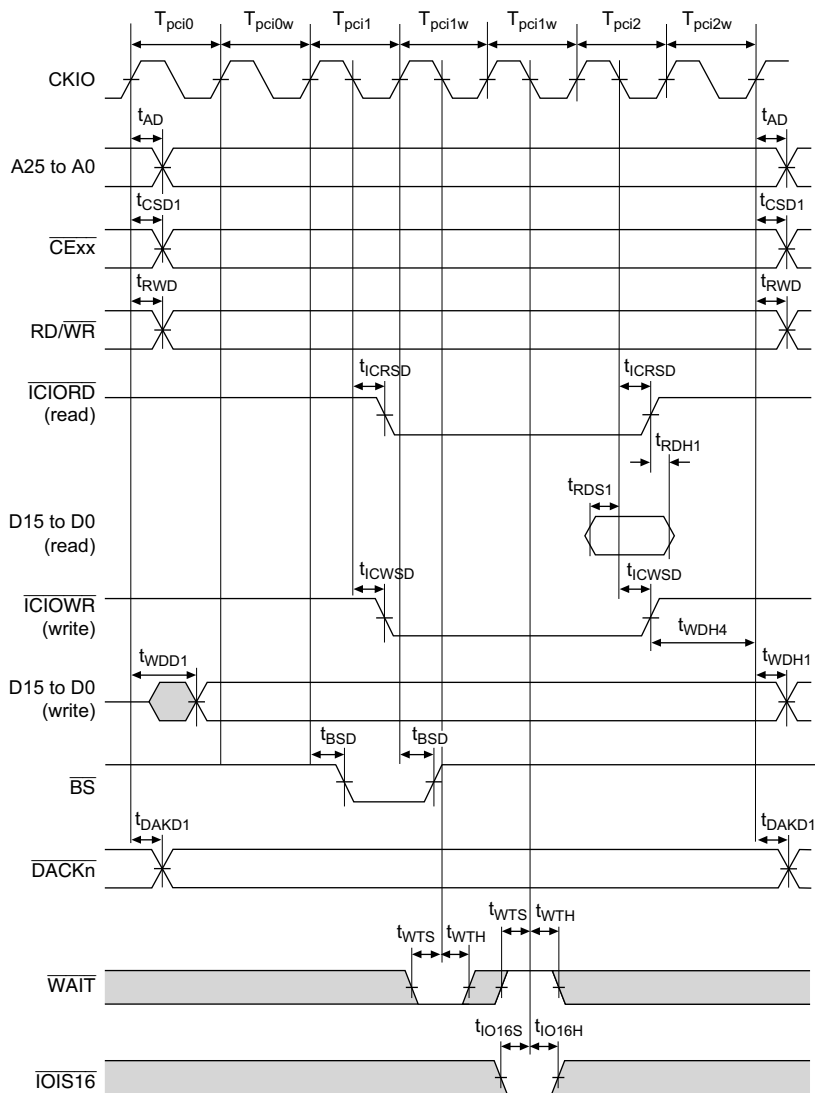 Tpci0 Tpci0w Tpci1 Tpci1w Tpci1w Tpci2 Tpci2w
CKIO
tAD tAD
A25 to A0
tCSD1 tCSD1
CExx
tRWD tRWD
RD/WR
tICRSD tICRSD
ICIORD
(read)
tRDH1
tRDS1
D15 to D0
(read)
tICWSD tICWSD
ICIOWR
(write)
tWDH4
tWDD1 tWDH1
D15 to D0
(write)
tBSD tBSD
BS
tDAKD1 tDAKD1
DACKn
tWTS tWTH tWTS tWTH
WAIT
tIO16S tIO16H
IOIS16